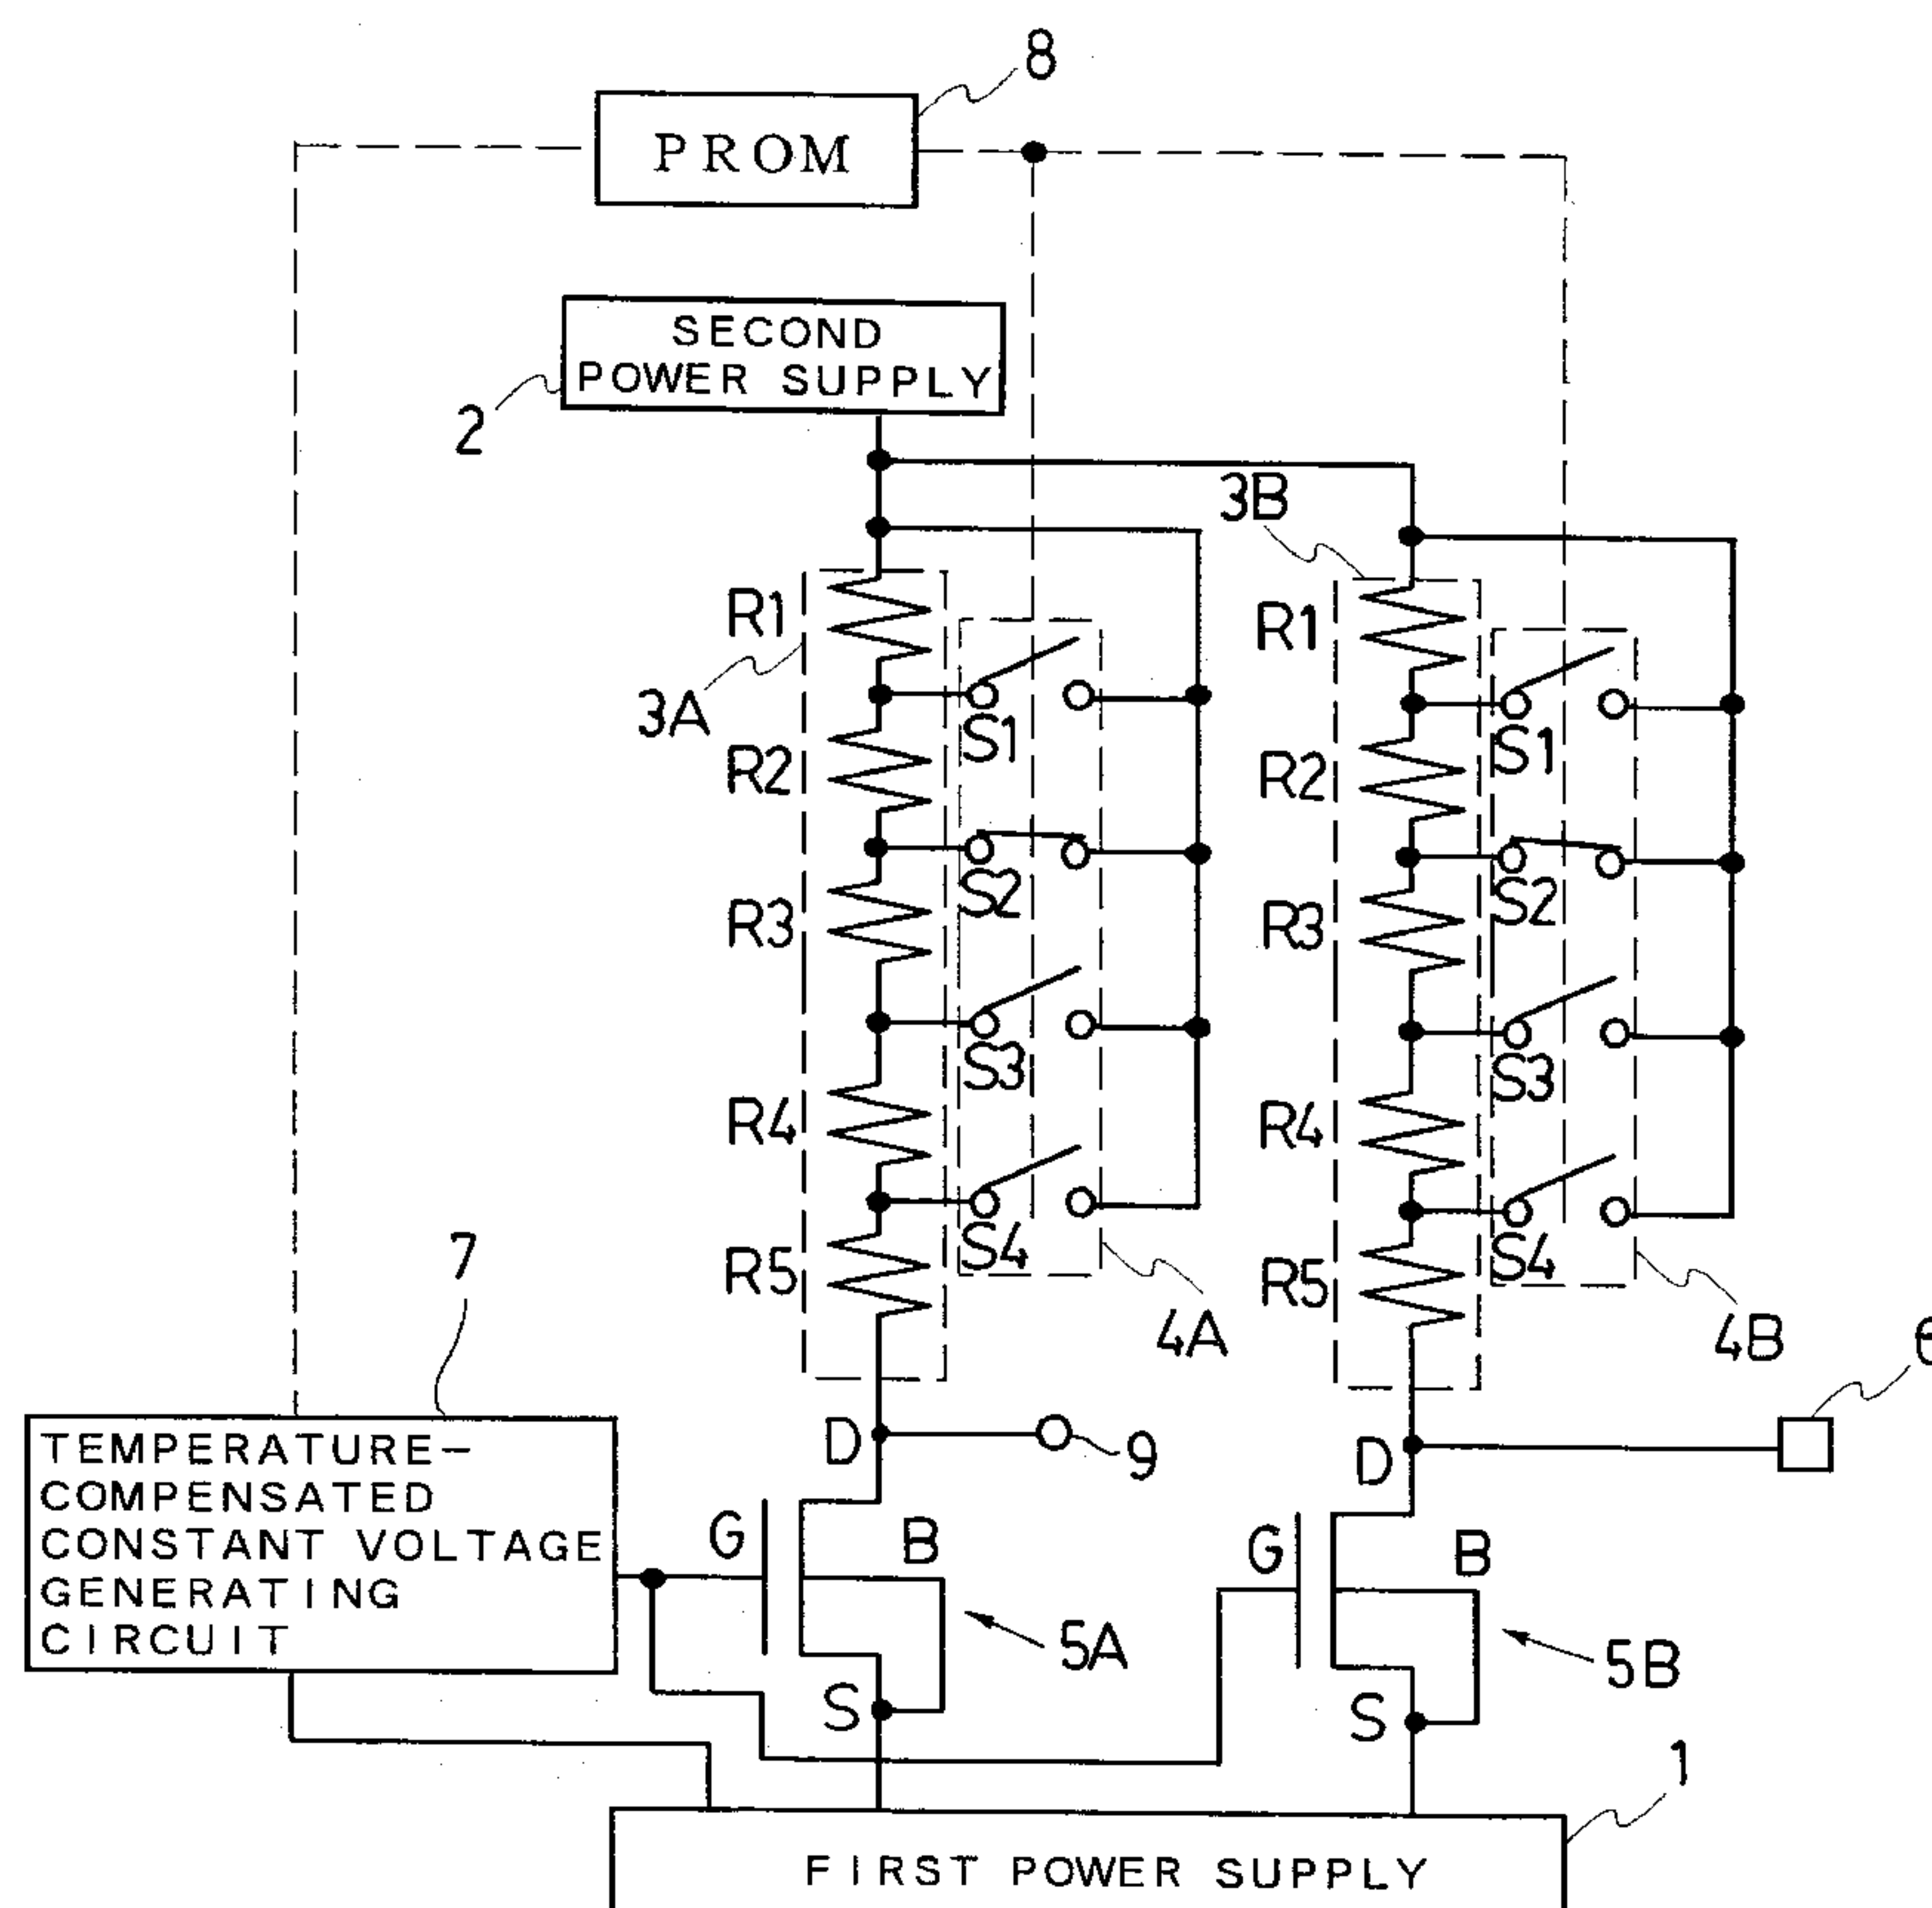 8
PROM
SECOND
POWER SUPPLY
2
3B
R1
R1
3A
S1
S1
R2
R2
S2
S2
R3
R3
S3
S3
R4
R4
S4
S4
R5
R5
4A
4B
6
7
TEMPERATURE-
COMPENSATED
CONSTANT VOLTAGE
GENERATING
CIRCUIT
D
9
D
G
B
G
B
5A
5B
S
S
1
FIRST POWER SUPPLY